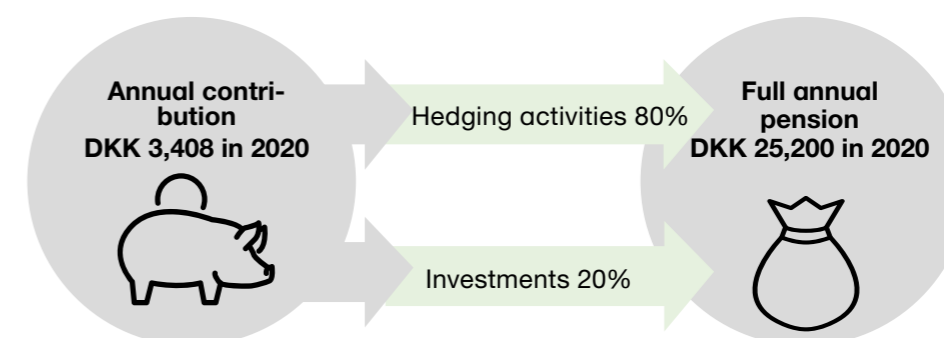 Annual contri-
bution
DKK 3,408 in 2020
Hedging activities 80%
Full annual
pension
DKK 25,200 in 2020
Investments 20%